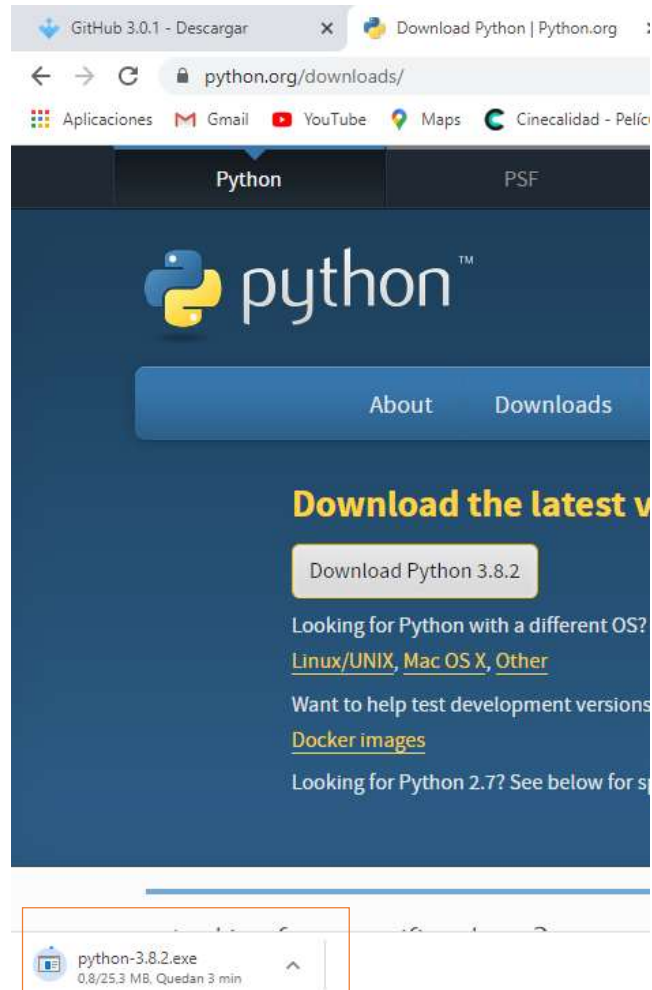 GitHub 3.0.1 - Descargar
Download Python | Python.org
python.org/downloads/
Aplicaciones Gmail YouTube Maps Cinecalidad - Pelíc
Python PSF
python™
About Downloads
Download the latest v
Download Python 3.8.2
Looking for Python with a different OS?
Linux/UNIX, Mac OS X, Other
Want to help test development versions
Docker images
Looking for Python 2.7? See below for sp
python-3.8.2.exe
0,8/25,3 MB, Quedan 3 min